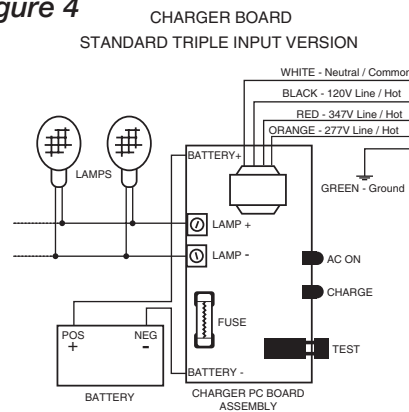 gure 4
CHARGER BOARD
STANDARD TRIPLE INPUT VERSION
WHITE - Neutral / Common
BLACK - 120V Line / Hot
RED - 347V Line / Hot
ORANGE - 277V Line / Hot
BATTERY+
LAMPS
GREEN - Ground
LAMP +
LAMP -
AC ON
CHARGE
FUSE
POS
NEG
+
-
TEST
BATTERY -
BATTERY
CHARGER PC BOARD
ASSEMBLY